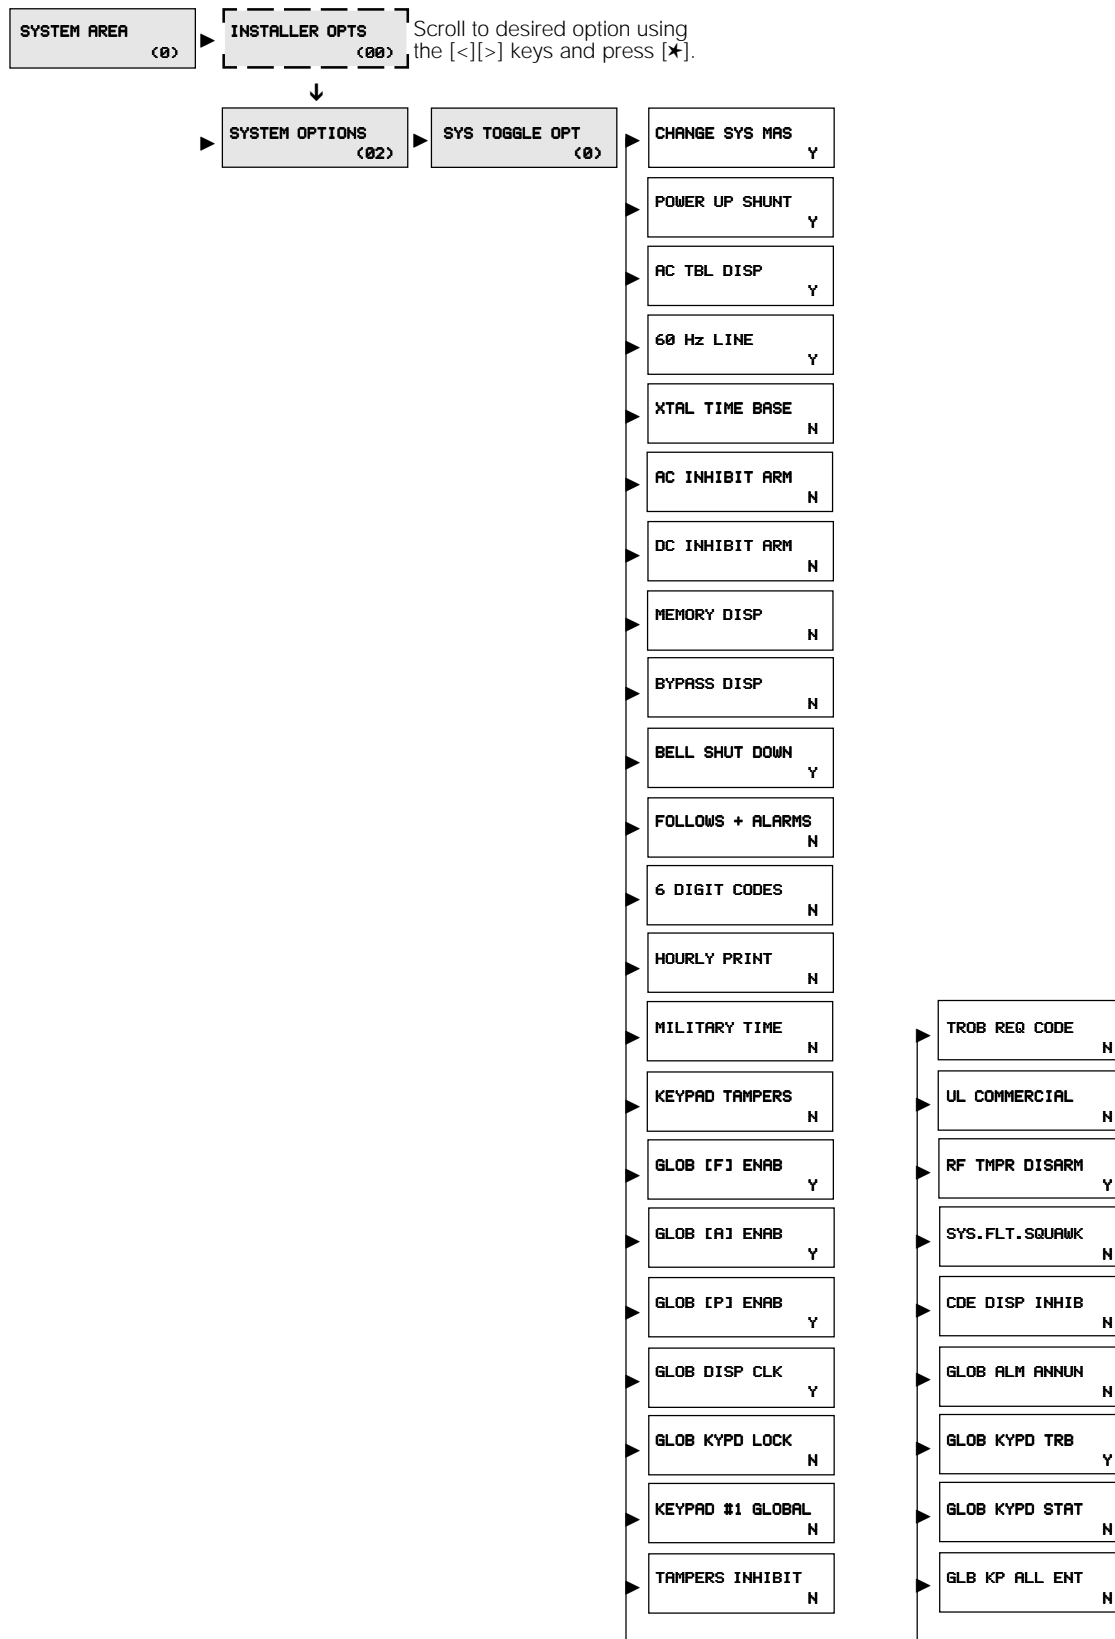 SYSTEM AREA
(0)
INSTALLER OPTS
(00)
Scroll to desired option using
the [<][>] keys and press [✶].
SYSTEM OPTIONS
(02)
SYS TOGGLE OPT
(0)
CHANGE SYS MAS
Y
POWER UP SHUNT
Y
AC TBL DISP
Y
60 Hz LINE
Y
XTAL TIME BASE
N
AC INHIBIT ARM
N
DC INHIBIT ARM
N
MEMORY DISP
N
BYPASS DISP
N
BELL SHUT DOWN
Y
FOLLOWS + ALARMS
N
6 DIGIT CODES
N
HOURLY PRINT
N
MILITARY TIME
N
KEYPAD TAMPERS
N
GLOB [F] ENAB
Y
GLOB [A] ENAB
Y
GLOB [P] ENAB
Y
GLOB DISP CLK
Y
GLOB KYPD LOCK
N
KEYPAD #1 GLOBAL
N
TAMPERS INHIBIT
N
TROB REQ CODE
N
UL COMMERCIAL
N
RF TMPR DISARM
Y
SYS.FLT.SQUAWK
N
CDE DISP INHIB
N
GLOB ALM ANNUN
N
GLOB KYPD TRB
Y
GLOB KYPD STAT
N
GLB KP ALL ENT
N